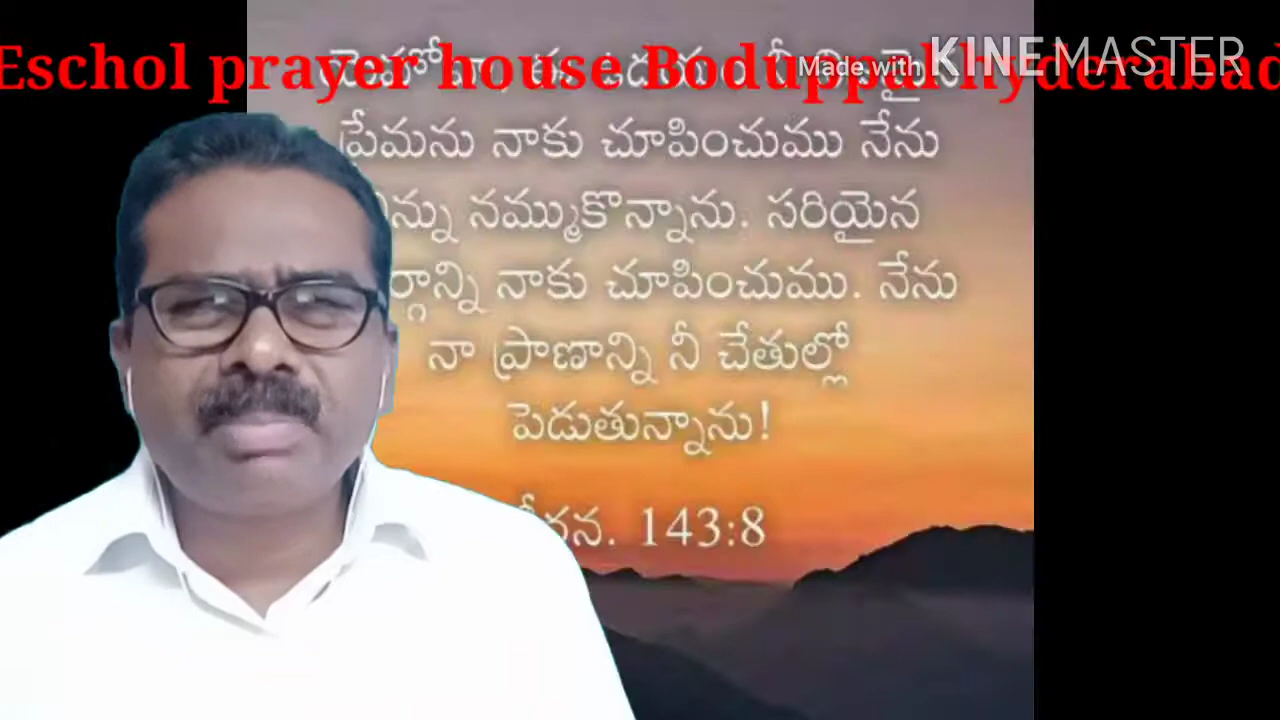 Eschol prayer house Boduppal hyderabad
Made with KINEMASTER
ప్రేమను నాకు చూపించుము నేను
నమ్ముకొన్నాను. సరియైన
నాకు చూపించుము. నేను
నా ప్రాణాన్ని నీ చేతుల్లో
పెడుతున్నాను!
143:8